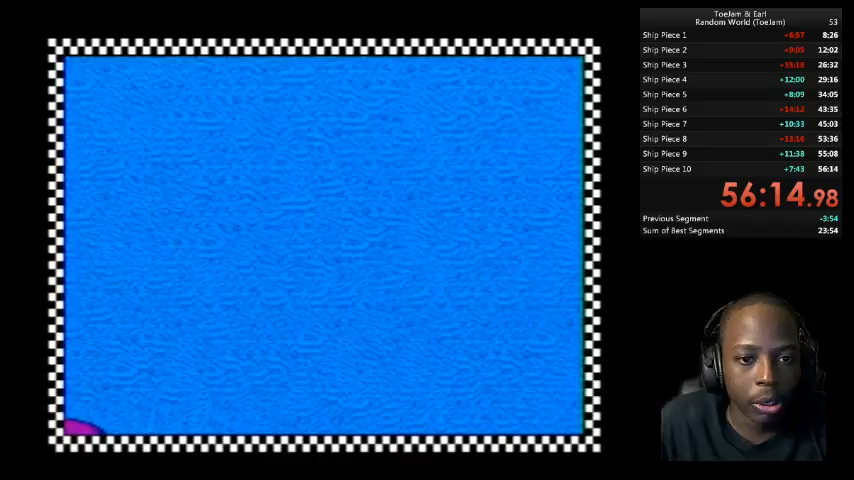 ToeJam & Earl
Random World (ToeJam) 53
Ship Piece 1 +6:57 8:26
Ship Piece 2 +9:09 12:02
Ship Piece 3 +15:18 26:32
Ship Piece 4 +12:00 29:16
Ship Piece 5 +8:09 34:05
Ship Piece 6 +14:12 43:35
Ship Piece 7 +10:33 45:03
Ship Piece 8 +13:16 53:36
Ship Piece 9 +11:38 55:08
Ship Piece 10 +7:43 56:14
56:14.98
Previous Segment -3:54
Sum of Best Segments 23:54